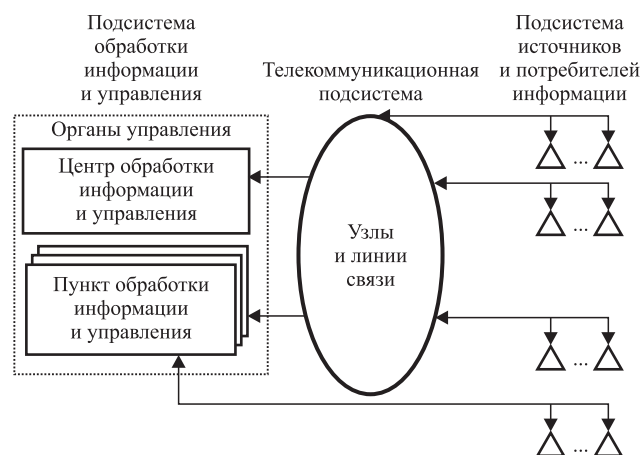 Подсистема
обработки
информации
и управления
Телекоммуникационная
подсистема
Подсистема
источников
и потребителей
информации
Органы управления
Центр обработки
информации
и управления
Пункт обработки
информации
и управления
Узлы
и линии
связи
...
...
...
...